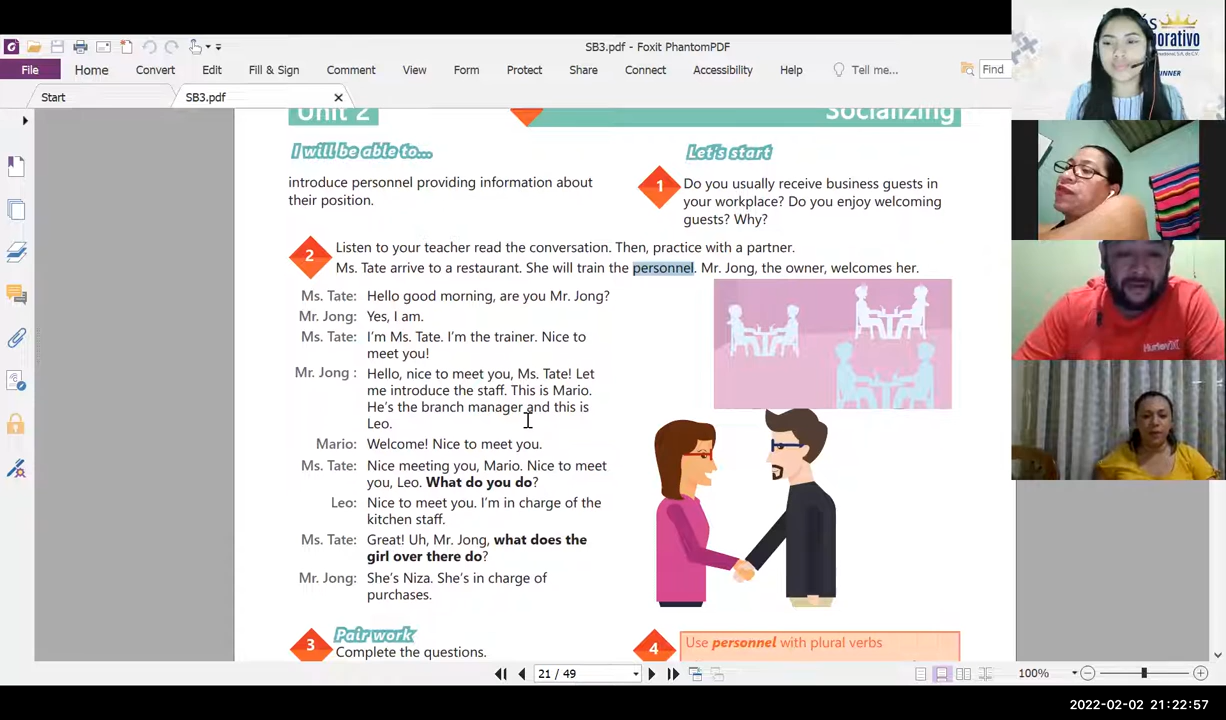 SB3.pdf - Foxit PhantomPDF
File Home Convert Edit Fill & Sign Comment View Form Protect Share Connect Accessibility Help Tell me... Find
Start SB3.pdf
Unit 2 Socializing
I will be able to...
introduce personnel providing information about
their position.
Let's start
1 Do you usually receive business guests in
your workplace? Do you enjoy welcoming
guests? Why?
2 Listen to your teacher read the conversation. Then, practice with a partner.
Ms. Tate arrive to a restaurant. She will train the personnel. Mr. Jong, the owner, welcomes her.
Ms. Tate: Hello good morning, are you Mr. Jong?
Mr. Jong: Yes, I am.
Ms. Tate: I'm Ms. Tate. I'm the trainer. Nice to
meet you!
Mr. Jong : Hello, nice to meet you, Ms. Tate! Let
me introduce the staff. This is Mario.
He's the branch manager and this is
Leo.
Mario: Welcome! Nice to meet you.
Ms. Tate: Nice meeting you, Mario. Nice to meet
you, Leo. What do you do?
Leo: Nice to meet you. I'm in charge of the
kitchen staff.
Ms. Tate: Great! Uh, Mr. Jong, what does the
girl over there do?
Mr. Jong: She's Niza. She's in charge of
purchases.
3 Pair work
Complete the questions.
4 Use personnel with plural verbs
21 / 49
100%
Hurley
2022-02-02 21:22:57